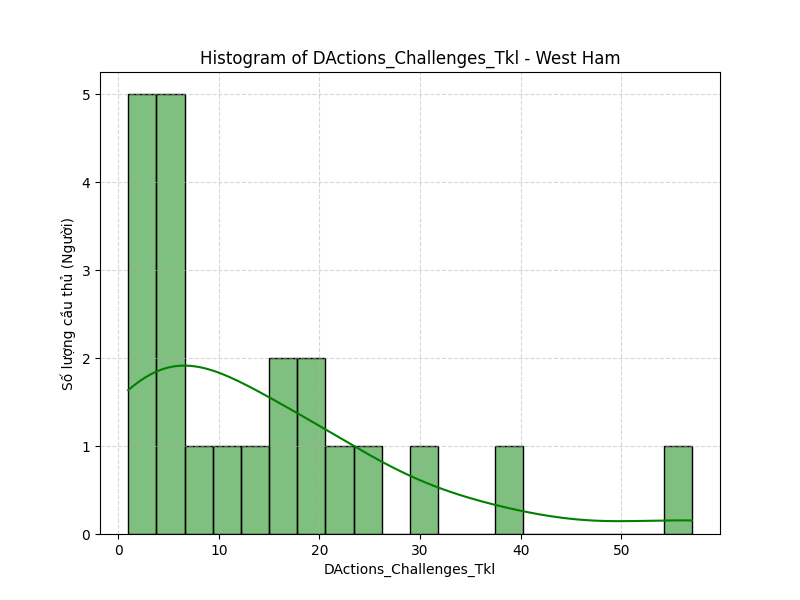 Histogram of DActions_Challenges_Tkl - West Ham
Số lượng cầu thủ (Người)
5
4
3
2
1
0
0 10 20 30 40 50
DActions_Challenges_Tkl